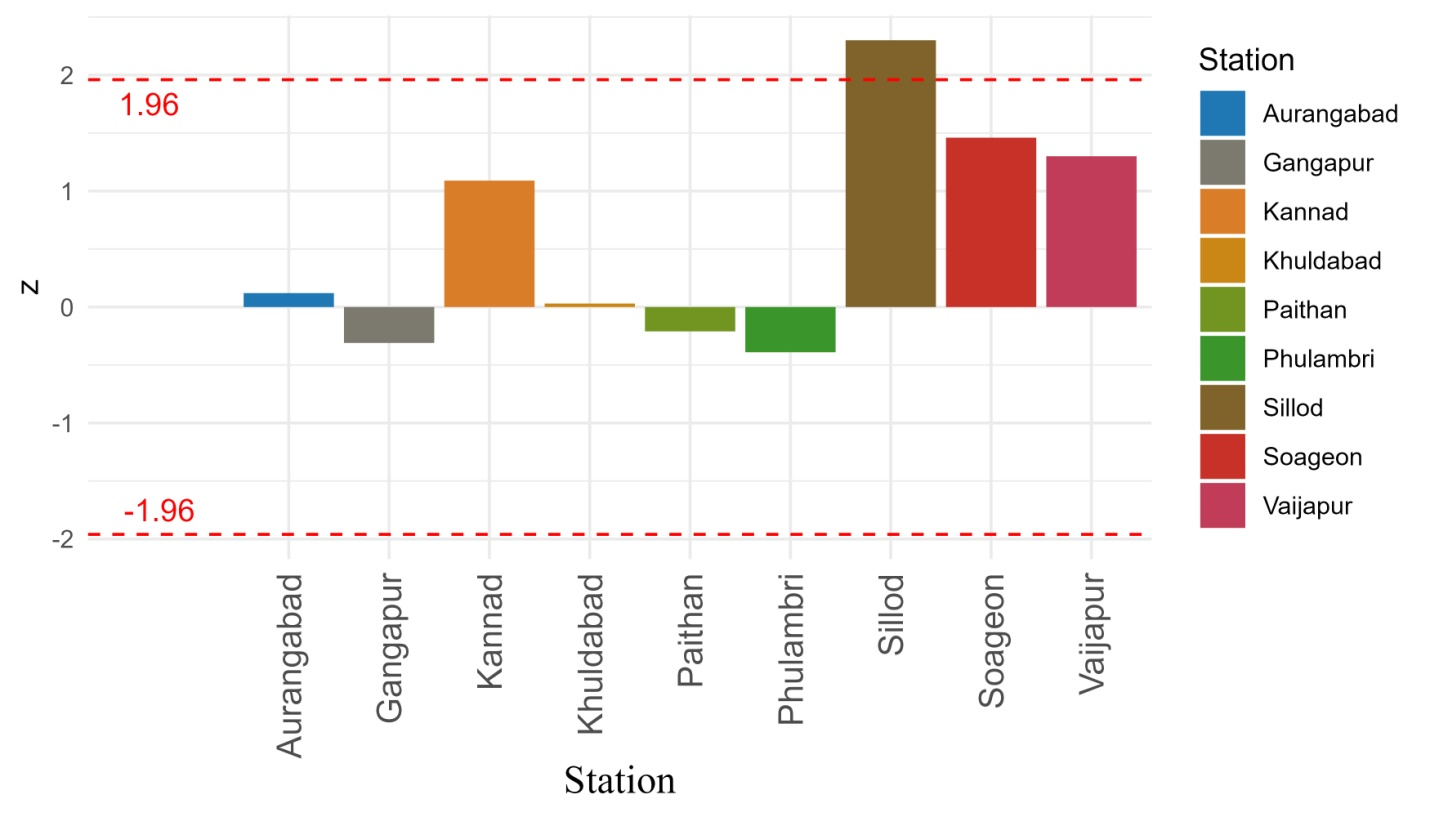 2
1.96
1
0
-1
-1.96
-2
z
Aurangabad
Gangapur
Kannad
Khuldabad
Paithan
Phulambri
Sillod
Soageon
Vaijapur
Station
Station
Aurangabad
Gangapur
Kannad
Khuldabad
Paithan
Phulambri
Sillod
Soageon
Vaijapur